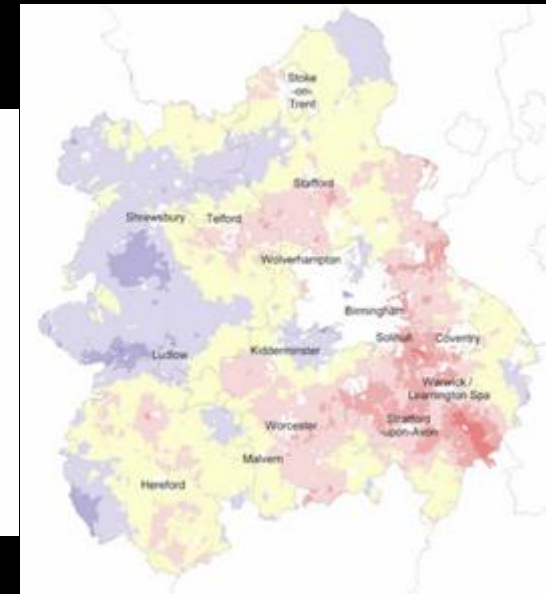 Stoke
-on-
Trent
Stafford
Shrewsbury
Telford
Wolverhampton
Birmingham
Solihull
Coventry
Ludlow
Kidderminster
Warwick /
Leamington Spa
Stratford
-upon-Avon
Worcester
Malvern
Hereford